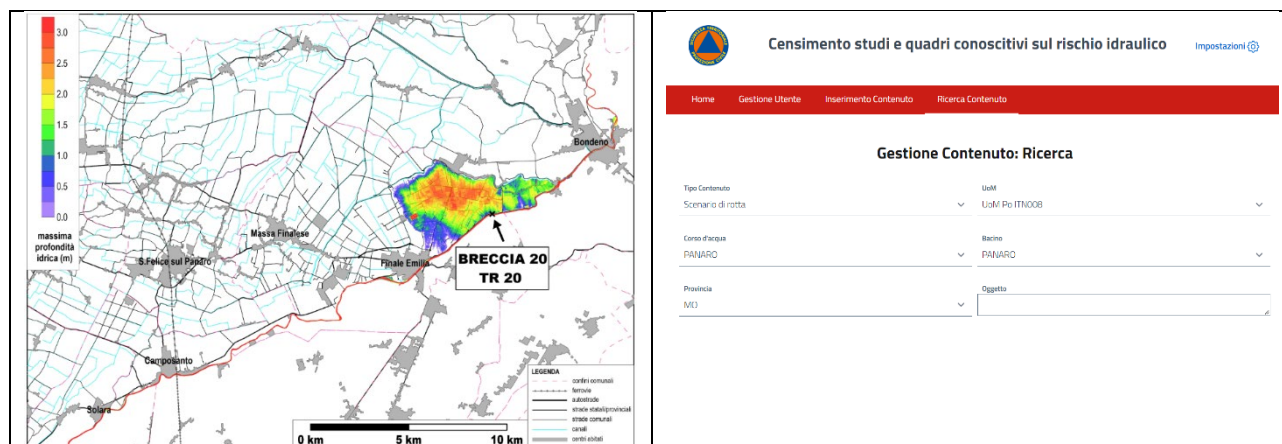 3.0
2.5
2.0
1.5
1.0
0.5
0.0
massima
profondità
idrica (m)
Bondeno
Massa Finalese
S.Felice sul Panaro
Finale Emilia
BRECCIA 20
TR 20
Camposanto
Solara
LEGENDA
confini comunali
ferrovie
autostrade
strade statali/provinciali
strade comunali
canali
centri abitati
0 km 5 km 10 km
Censimento studi e quadri conoscitivi sul rischio idraulico
Impostazioni
Home Gestione Utente Inserimento Contenuto Ricerca Contenuto
Gestione Contenuto: Ricerca
Tipo Contenuto UoM
Scenario di rotta UoM Po ITN008
Corso d'acqua Bacino
PANARO PANARO
Provincia Oggetto
MO